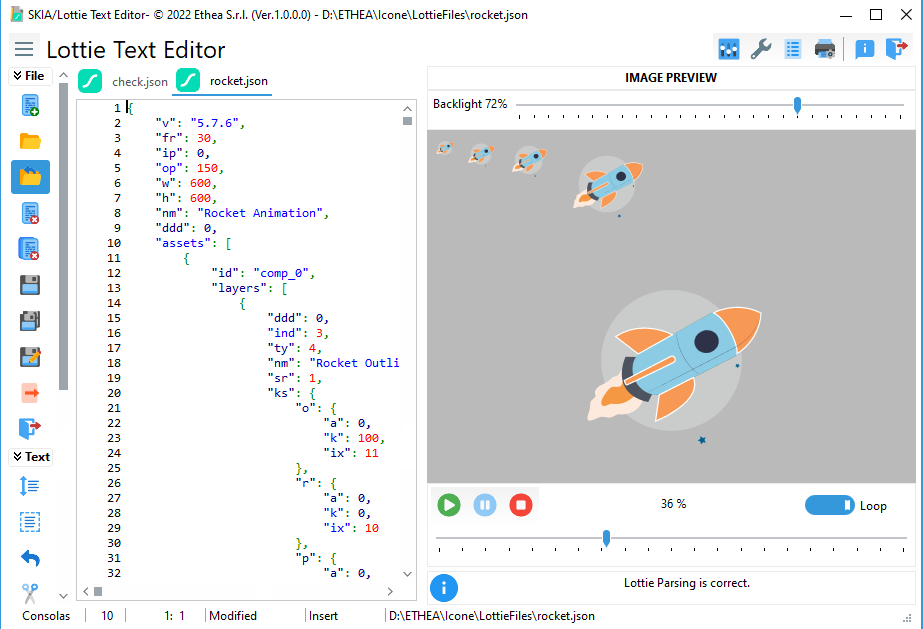 SKIA/Lottie Text Editor- © 2022 Ethea S.r.l. (Ver.1.0.0.0) - D:\ETHEA\Icone\LottieFiles\rocket.json
Lottie Text Editor
File
Text
check.json
rocket.json
1 {
2 "v": "5.7.6",
3 "fr": 30,
4 "ip": 0,
5 "op": 150,
6 "w": 600,
7 "h": 600,
8 "nm": "Rocket Animation",
9 "ddd": 0,
10 "assets": [
11 {
12 "id": "comp_0",
13 "layers": [
14 {
15 "ddd": 0,
16 "ind": 3,
17 "ty": 4,
18 "nm": "Rocket Outli
19 "sr": 1,
20 "ks": {
21 "o": {
22 "a": 0,
23 "k": 100,
24 "ix": 11
25 },
26 "r": {
27 "a": 0,
28 "k": 0,
29 "ix": 10
30 },
31 "p": {
32 "a": 0,
IMAGE PREVIEW
Backlight 72%
36 %
Loop
Lottie Parsing is correct.
Consolas 10 1: 1 Modified Insert D:\ETHEA\Icone\LottieFiles\rocket.json